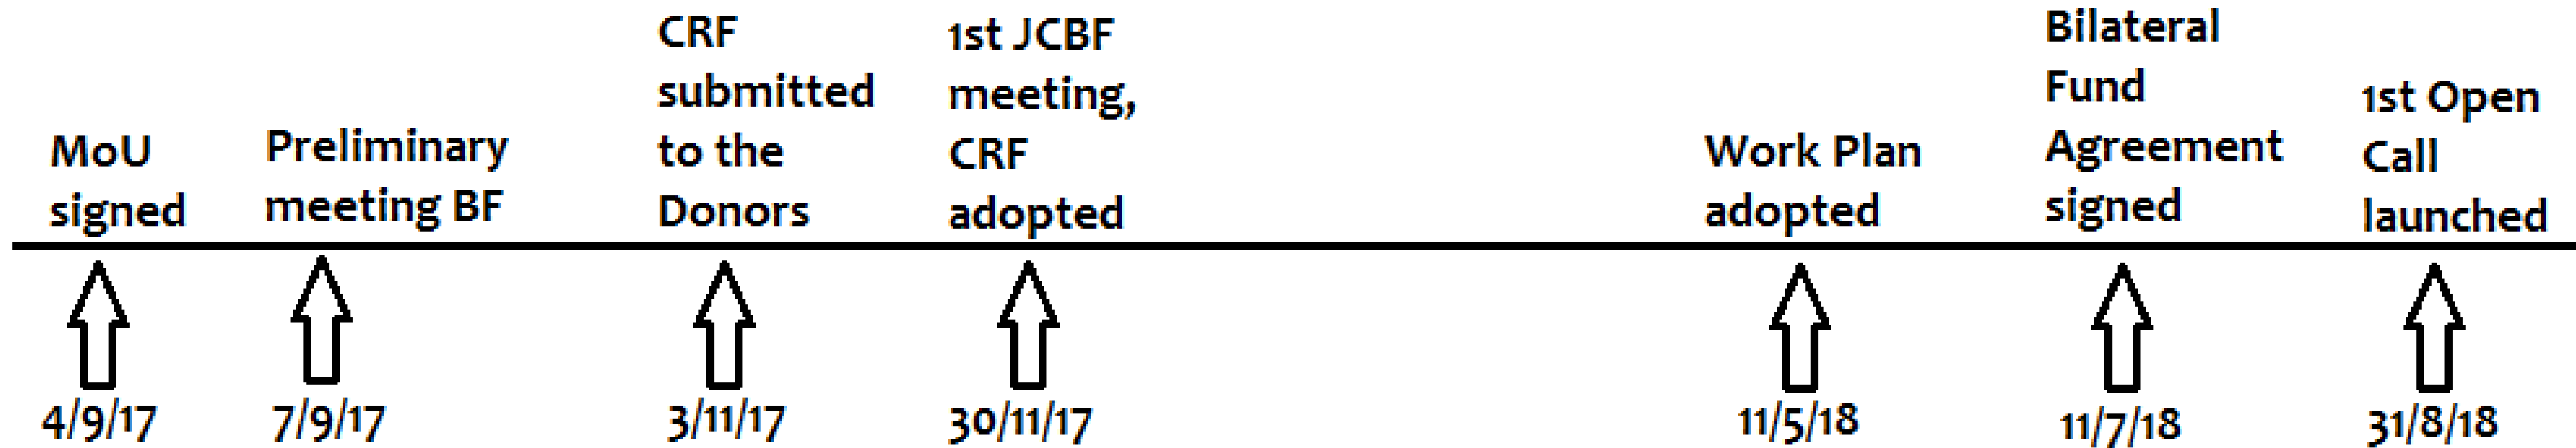 MoU
signed
Preliminary
meeting BF
CRF
submitted
to the
Donors
1st JCBF
meeting,
CRF
adopted
Work Plan
adopted
Bilateral
Fund
Agreement
signed
1st Open
Call
launched
4/9/17
7/9/17
3/11/17
30/11/17
11/5/18
11/7/18
31/8/18